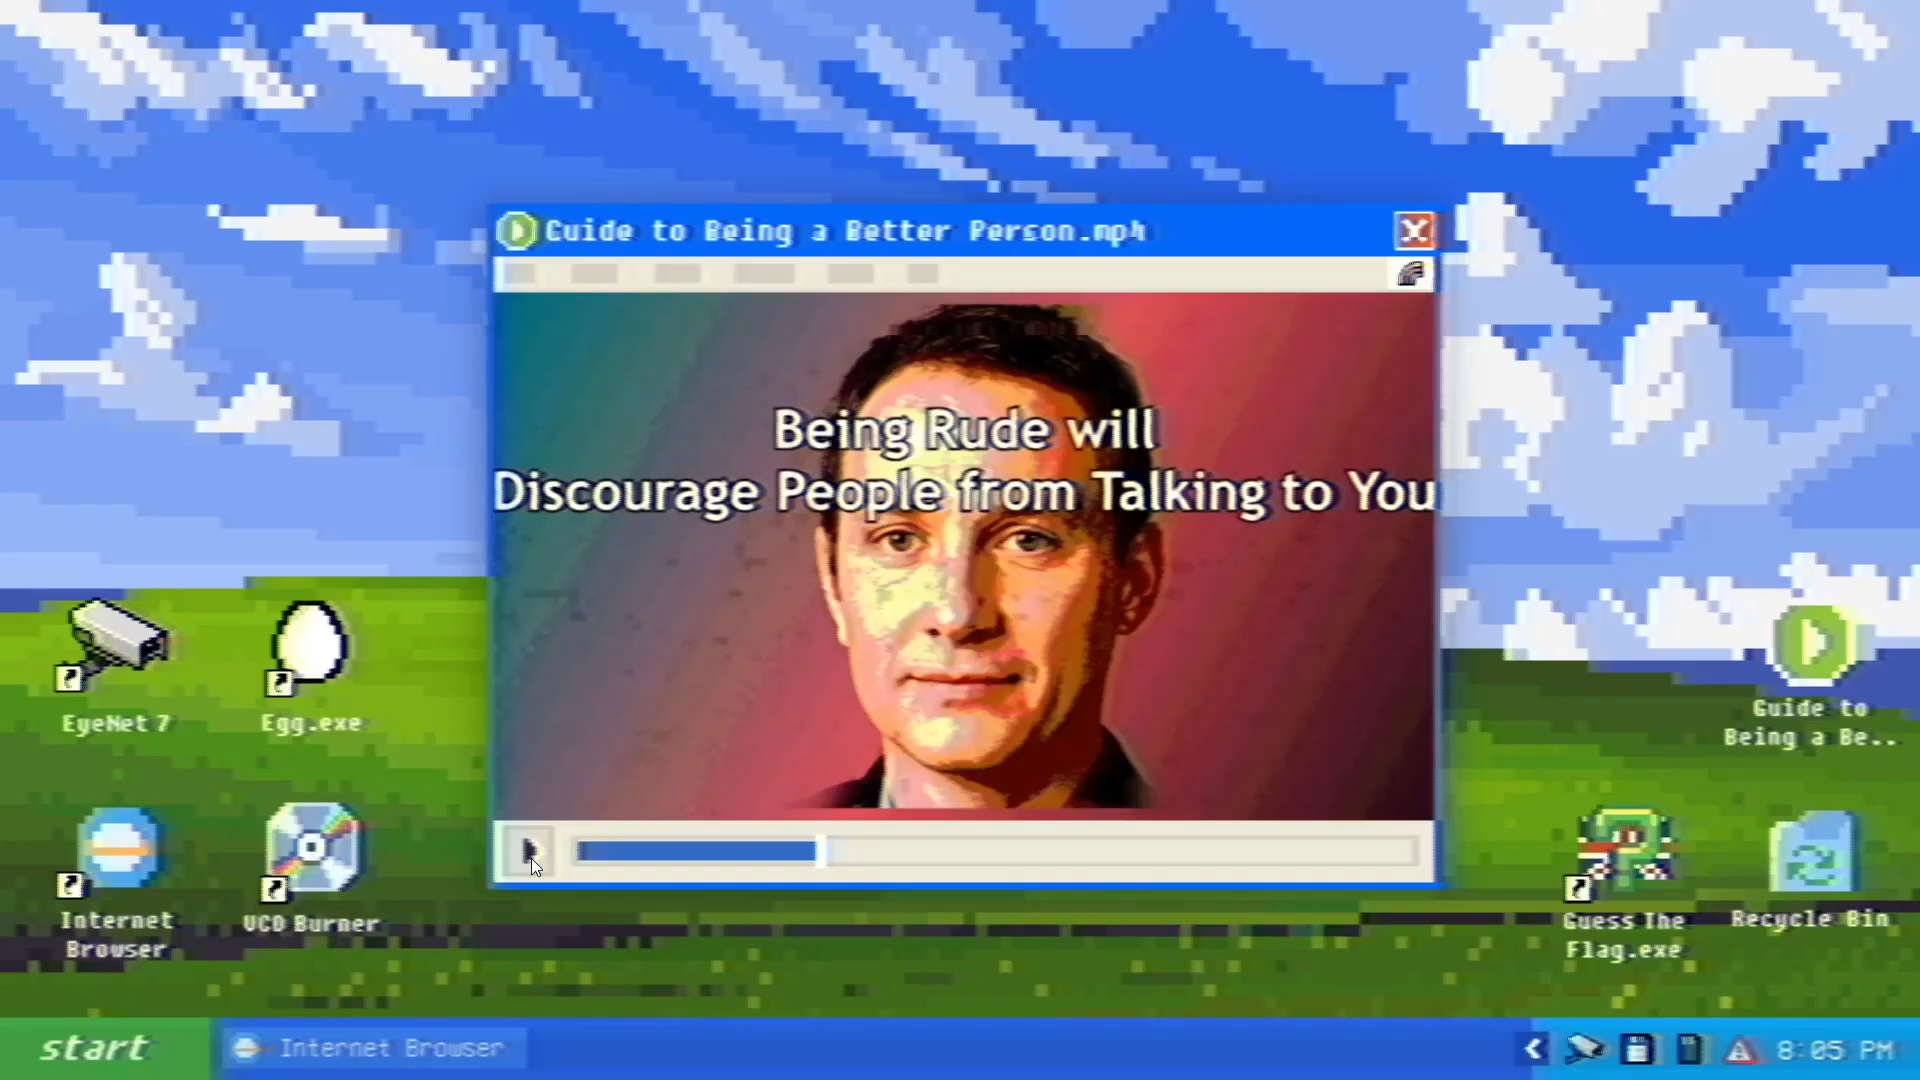 Guide to Being a Better Person.mp4
Being Rude will
Discourage People from Talking to You
EyeNet 7
Egg.exe
Guide to
Being a Be..
Internet
Browser
VCD Burner
Guess The
Flag.exe
Recycle Bin
start
Internet Browser
8:05 PM